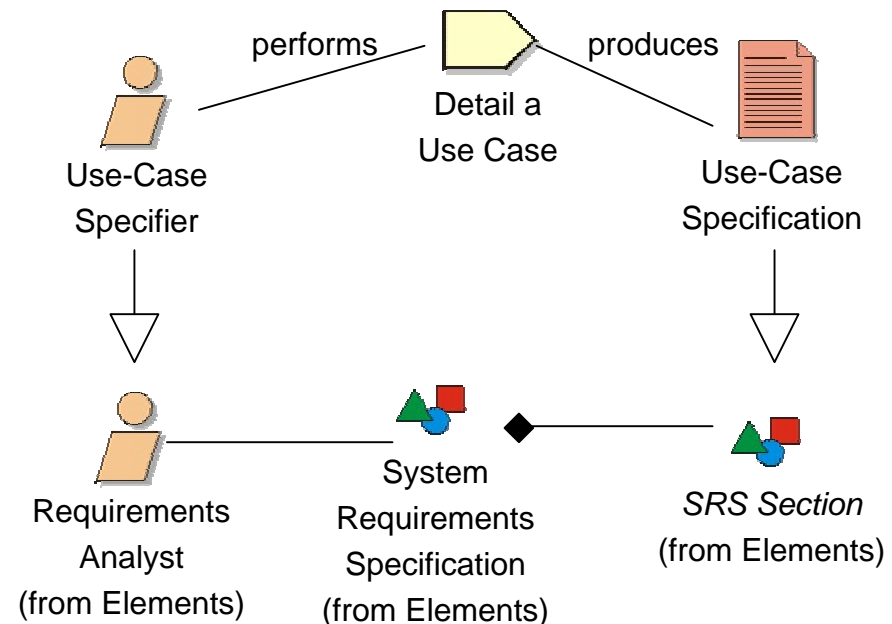 performs
produces
Detail a
Use Case
Use-Case
Specifier
Use-Case
Specification
Requirements
Analyst
(from Elements)
System
Requirements
Specification
(from Elements)
SRS Section
(from Elements)